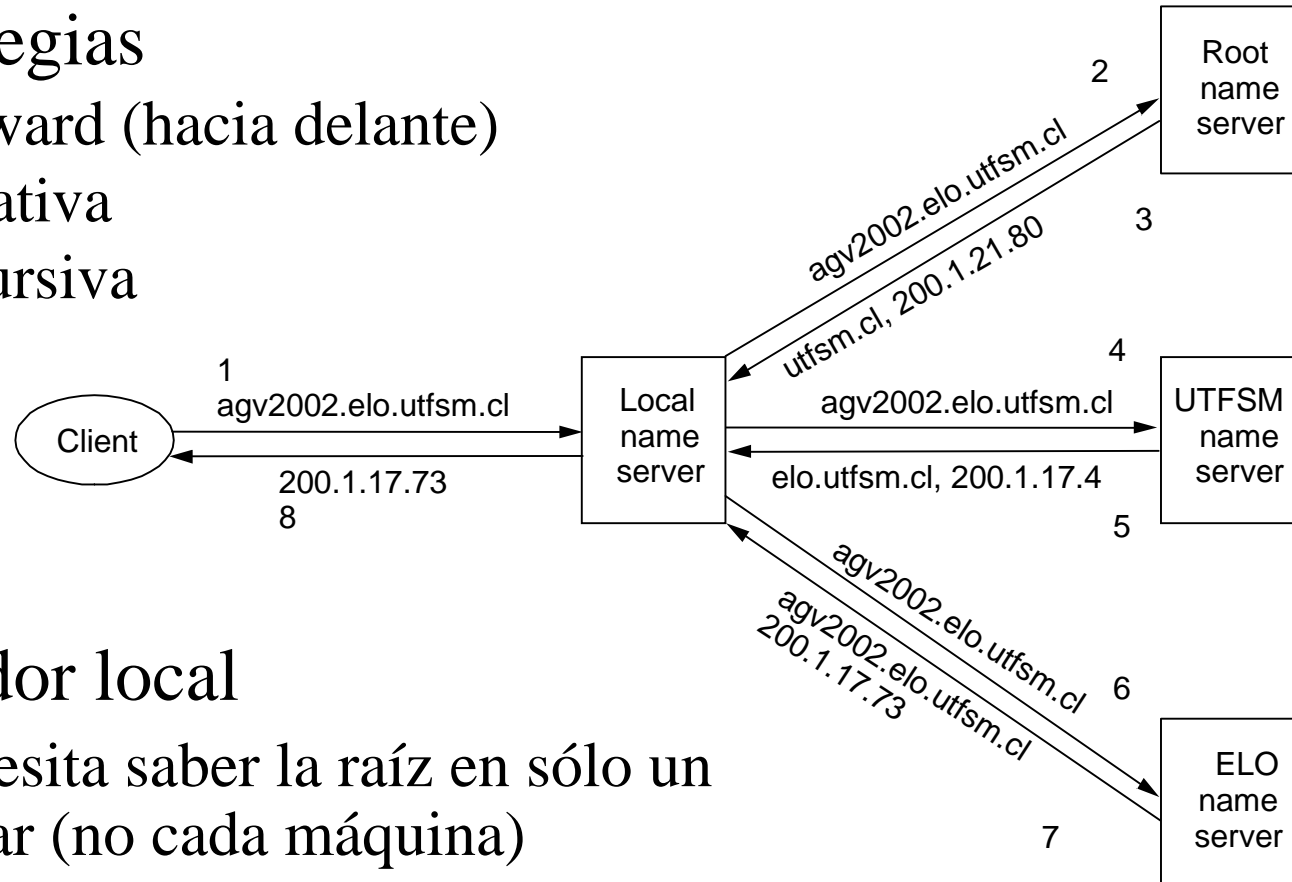 egias
ward (hacia delante)
ativa
ursiva
dor local
esita saber la raíz en sólo un
ar (no cada máquina)
Client
1
agv2002.elo.utfsm.cl
200.1.17.73
8
Local
name
server
2
agv2002.elo.utfsm.cl
utfsm.cl, 200.1.21.80
3
Root
name
server
4
agv2002.elo.utfsm.cl
elo.utfsm.cl, 200.1.17.4
5
UTFSM
name
server
agv2002.elo.utfsm.cl
6
agv2002.elo.utfsm.cl
200.1.17.73
7
ELO
name
server